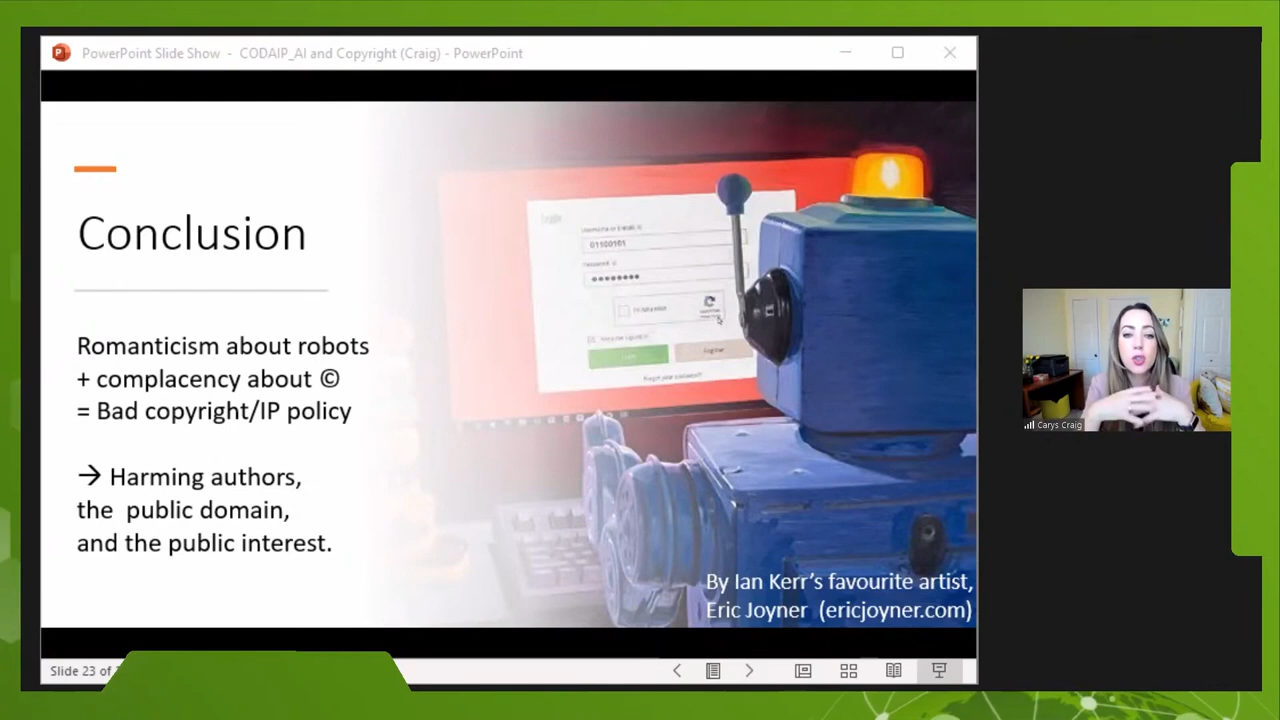 PowerPoint Slide Show - CODAIP_AI and Copyright (Craig) - PowerPoint
Conclusion
Romanticism about robots
+ complacency about ©
= Bad copyright/IP policy
→ Harming authors,
the public domain,
and the public interest.
01100101
By Ian Kerr's favourite artist,
Eric Joyner (ericjoyner.com)
Slide 23 of
Carys Craig